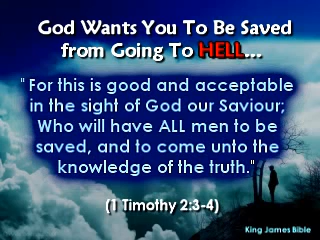 God Wants You To Be Saved
from Going To HELL...
" For this is good and acceptable
in the sight of God our Saviour;
Who will have ALL men to be
saved, and to come unto the
knowledge of the truth."
(1 Timothy 2:3-4)
King James Bible